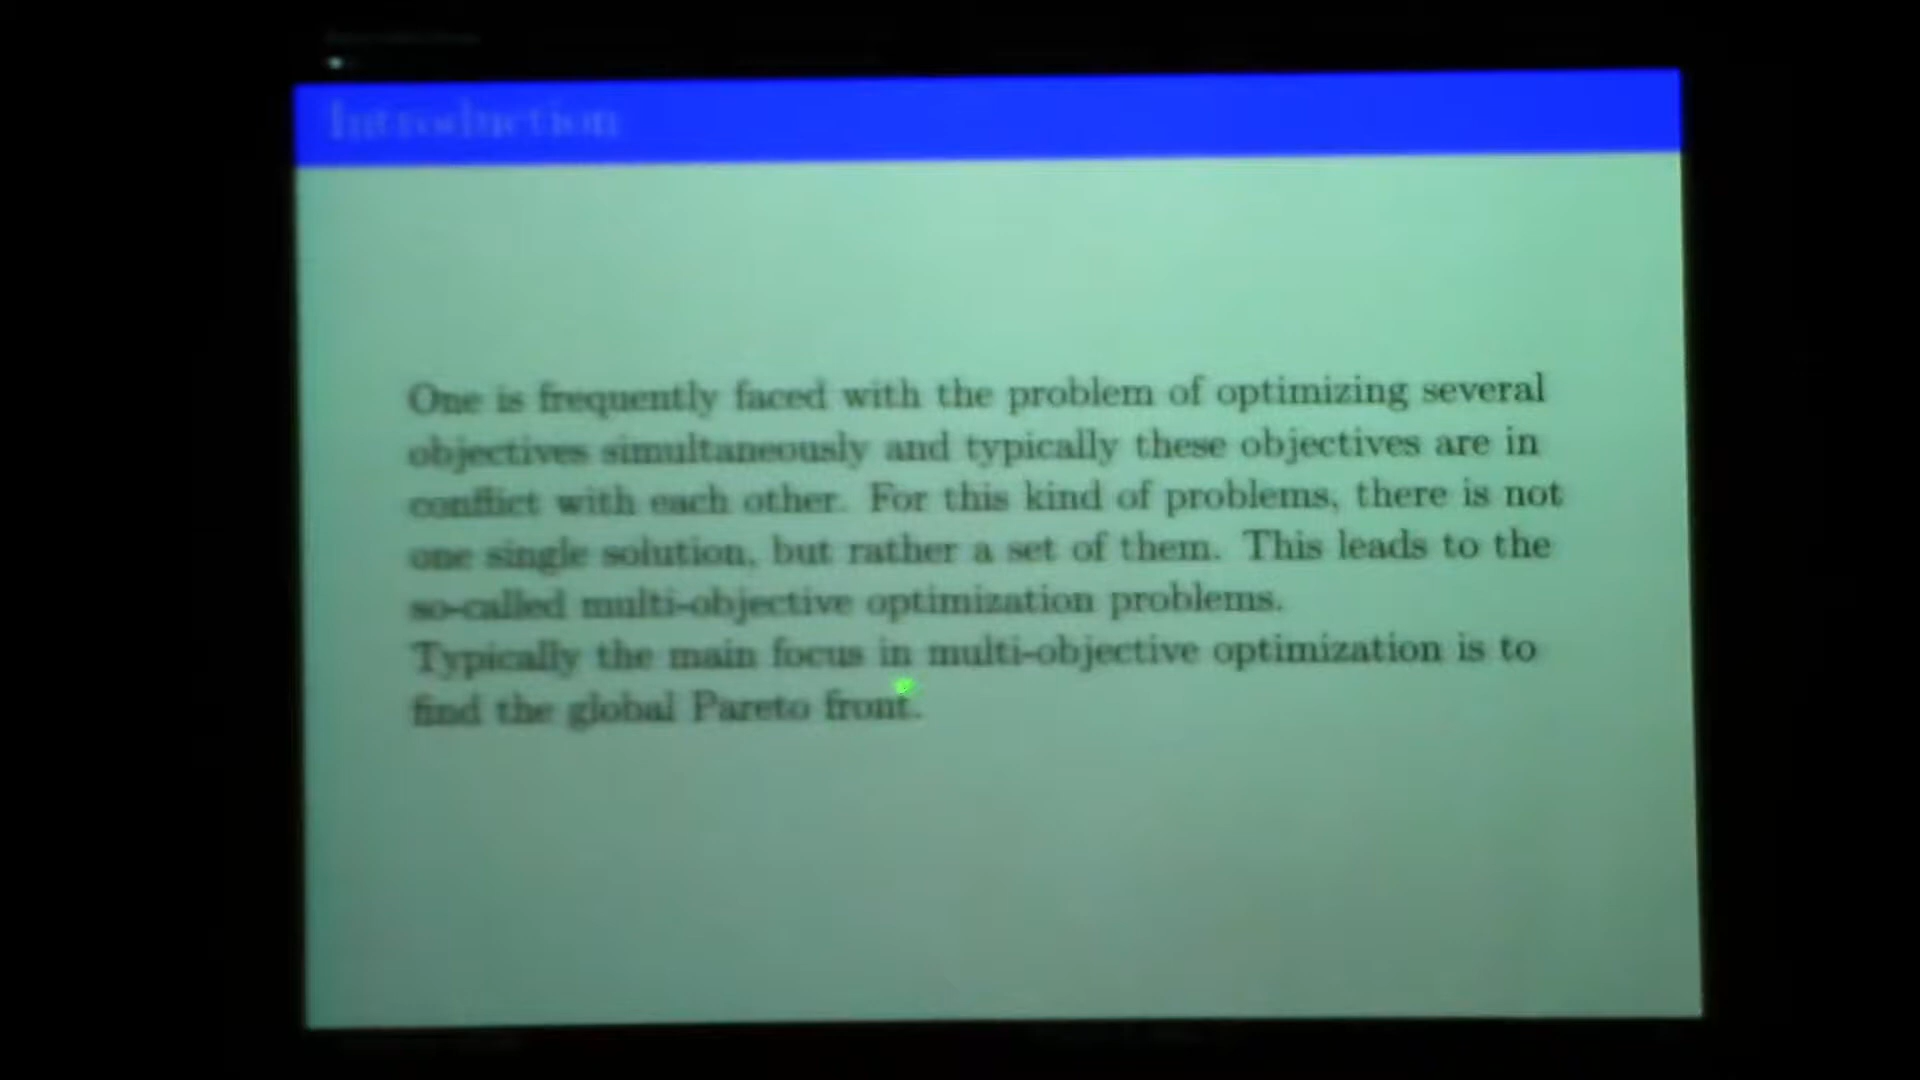 Introduction
One is frequently faced with the problem of optimizing several
objectives simultaneously and typically these objectives are in
conflict with each other. For this kind of problems, there is not
one single solution, but rather a set of them. This leads to the
so-called multi-objective optimization problems.
Typically the main focus in multi-objective optimization is to
find the global Pareto front.